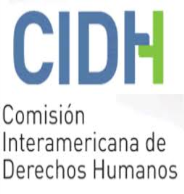 CIDH
Comisión
Interamericana de
Derechos Humanos